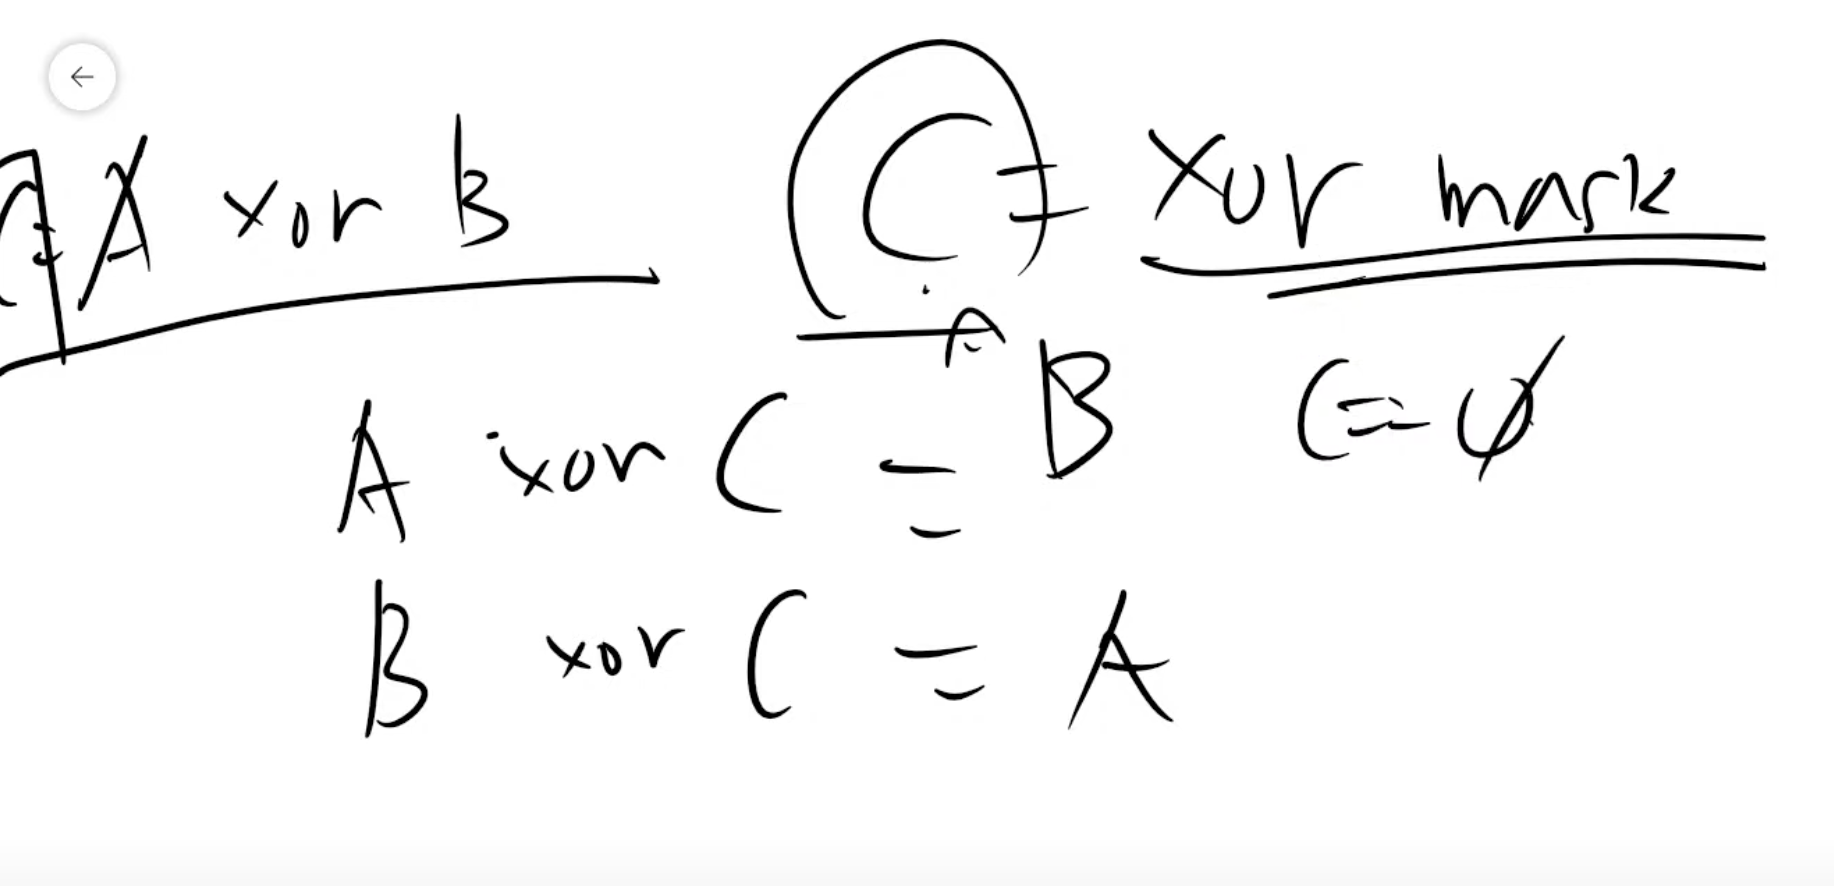 A xor B C = xor mask
A xor C = B C = ∅
B xor C = A